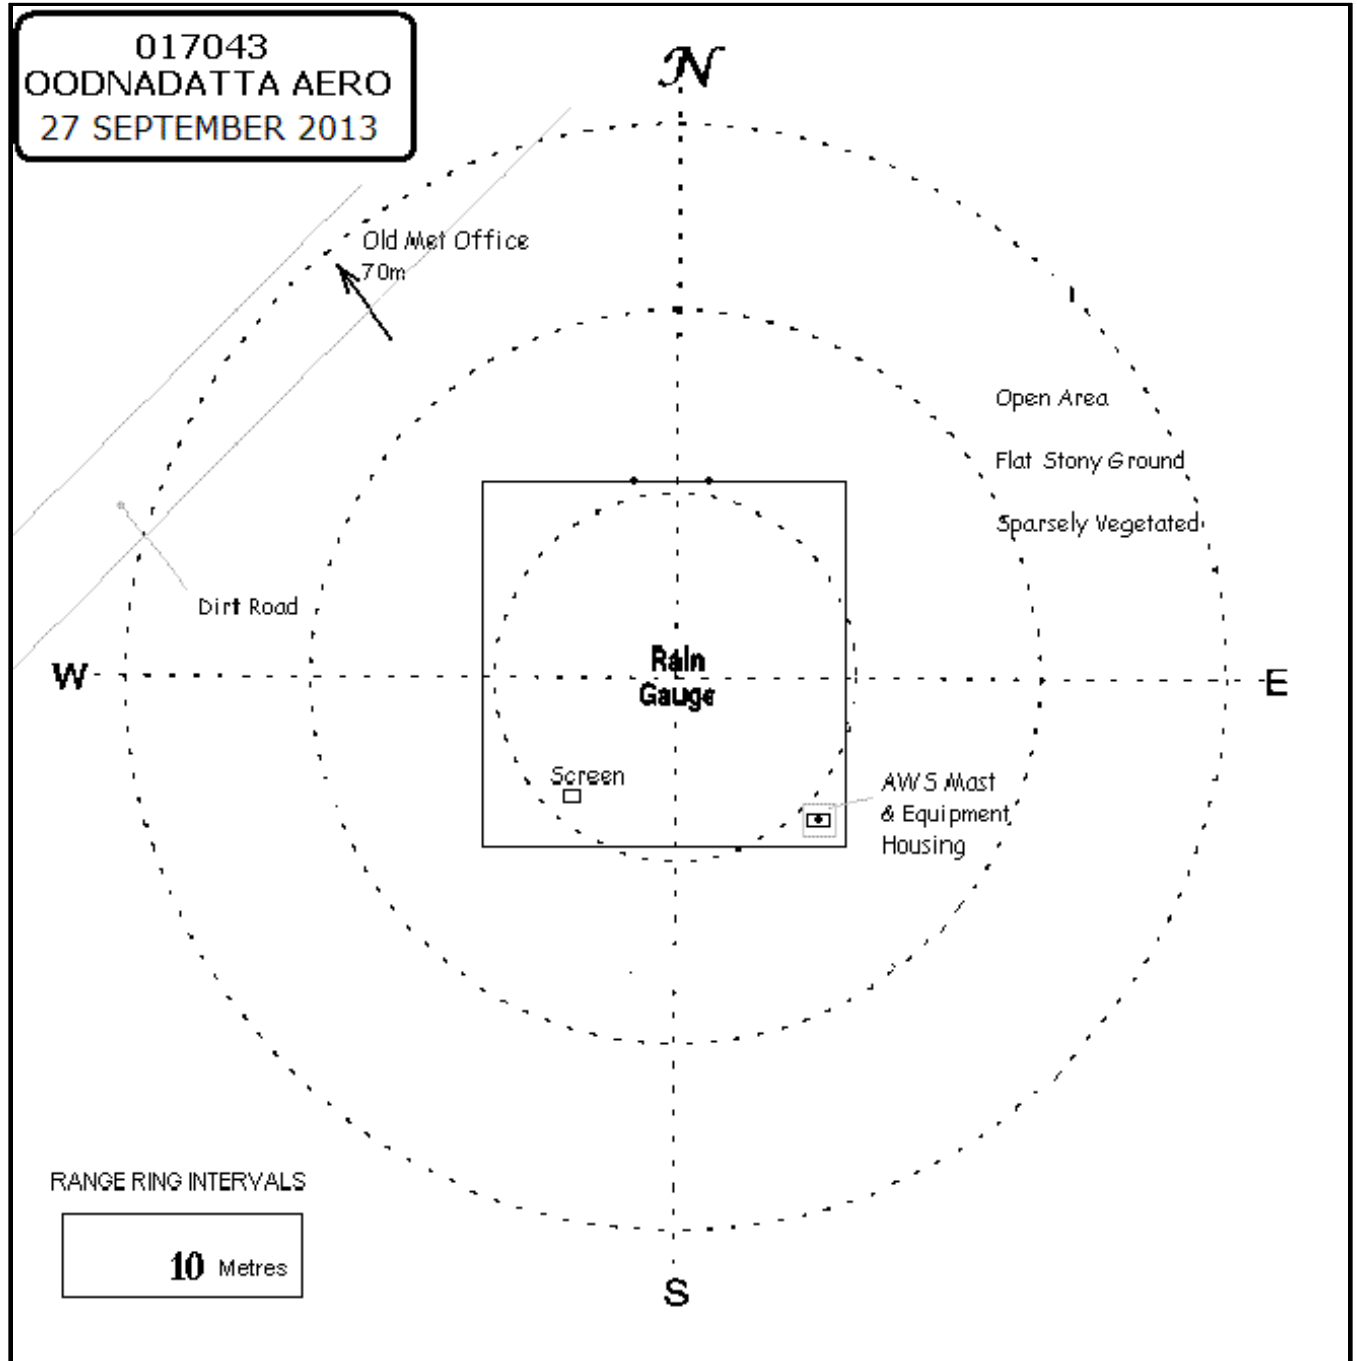 017043
OODNADATTA AERO
27 SEPTEMBER 2013
N
Old Met Office
70m
Open Area
Flat Stony Ground
Sparsely Vegetated
Dirt Road
W
Rain
Gauge
E
Screen
AWS Mast
& Equipment
Housing
RANGE RING INTERVALS
10 Metres
S